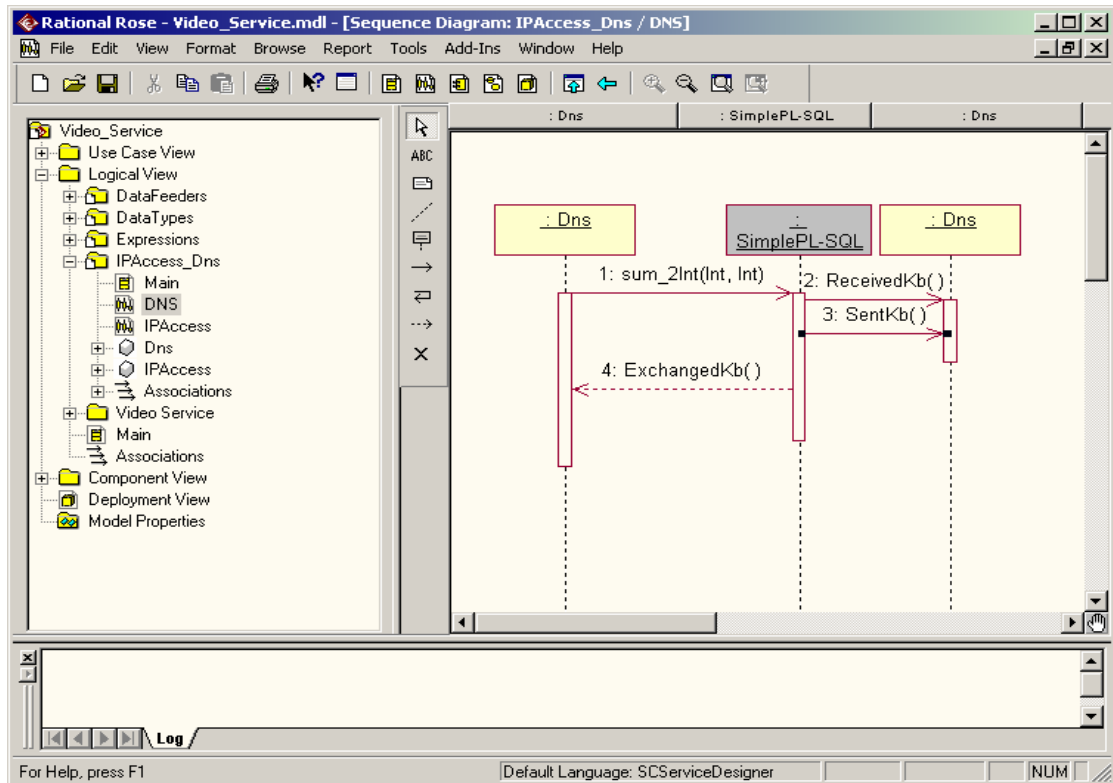 Rational Rose - Video_Service.mdl - [Sequence Diagram: IPAccess_Dns / DNS]
File Edit View Format Browse Report Tools Add-Ins Window Help
Video_Service
Use Case View
Logical View
DataFeeders
DataTypes
Expressions
IPAccess_Dns
Main
DNS
IPAccess
Dns
IPAccess
Associations
Video Service
Main
Associations
Component View
Deployment View
Model Properties
ABC
: Dns : SimplePL-SQL : Dns
: Dns
:
SimplePL-SQL
: Dns
1: sum_2Int(Int, Int)
2: ReceivedKb( )
3: SentKb( )
4: ExchangedKb( )
Log
For Help, press F1 Default Language: SCServiceDesigner NUM